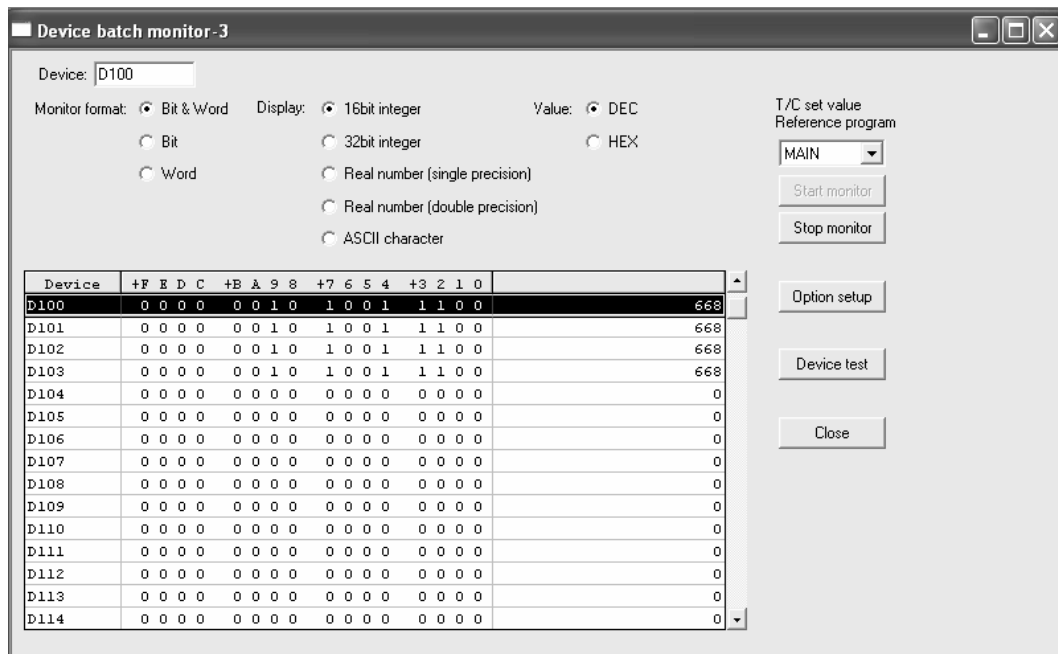 Device batch monitor-3
Device: D100
Monitor format: Bit & Word Display: 16bit integer Value: DEC T/C set value
Reference program
Bit 32bit integer HEX
MAIN
Word Real number (single precision)
Start monitor
Real number (double precision)
Stop monitor
ASCII character
Device +F E D C +B A 9 8 +7 6 5 4 +3 2 1 0
Option setup
D100 0 0 0 0 0 0 1 0 1 0 0 1 1 1 0 0 668
D101 0 0 0 0 0 0 1 0 1 0 0 1 1 1 0 0 668
D102 0 0 0 0 0 0 1 0 1 0 0 1 1 1 0 0 668
D103 0 0 0 0 0 0 1 0 1 0 0 1 1 1 0 0 668
Device test
D104 0 0 0 0 0 0 0 0 0 0 0 0 0 0 0 0 0
D105 0 0 0 0 0 0 0 0 0 0 0 0 0 0 0 0 0
D106 0 0 0 0 0 0 0 0 0 0 0 0 0 0 0 0 0
Close
D107 0 0 0 0 0 0 0 0 0 0 0 0 0 0 0 0 0
D108 0 0 0 0 0 0 0 0 0 0 0 0 0 0 0 0 0
D109 0 0 0 0 0 0 0 0 0 0 0 0 0 0 0 0 0
D110 0 0 0 0 0 0 0 0 0 0 0 0 0 0 0 0 0
D111 0 0 0 0 0 0 0 0 0 0 0 0 0 0 0 0 0
D112 0 0 0 0 0 0 0 0 0 0 0 0 0 0 0 0 0
D113 0 0 0 0 0 0 0 0 0 0 0 0 0 0 0 0 0
D114 0 0 0 0 0 0 0 0 0 0 0 0 0 0 0 0 0